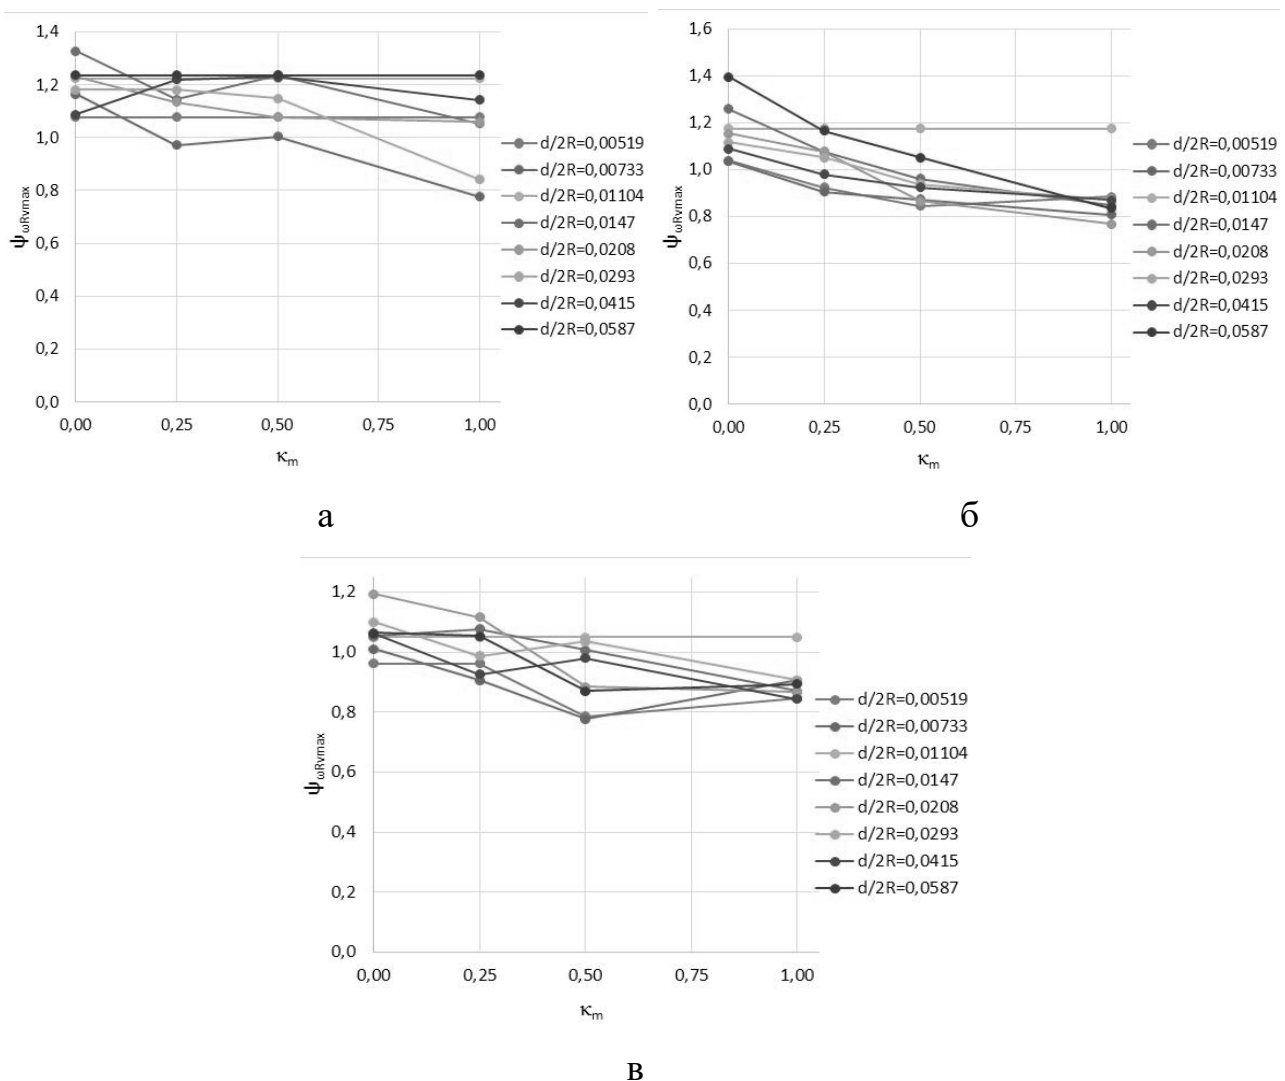 1,4
1,2
1,0
0,8
0,6
0,4
0,2
0,0
ψωRvmax
0,00 0,25 0,50 0,75 1,00
κm
d/2R=0,00519
d/2R=0,00733
d/2R=0,01104
d/2R=0,0147
d/2R=0,0208
d/2R=0,0293
d/2R=0,0415
d/2R=0,0587
а
1,6
1,4
1,2
1,0
0,8
0,6
0,4
0,2
0,0
ψωRvmax
0,00 0,25 0,50 0,75 1,00
κm
d/2R=0,00519
d/2R=0,00733
d/2R=0,01104
d/2R=0,0147
d/2R=0,0208
d/2R=0,0293
d/2R=0,0415
d/2R=0,0587
б
1,2
1,0
0,8
0,6
0,4
0,2
0,0
ψωRvmax
0,00 0,25 0,50 0,75 1,00
κm
d/2R=0,00519
d/2R=0,00733
d/2R=0,01104
d/2R=0,0147
d/2R=0,0208
d/2R=0,0293
d/2R=0,0415
d/2R=0,0587
в